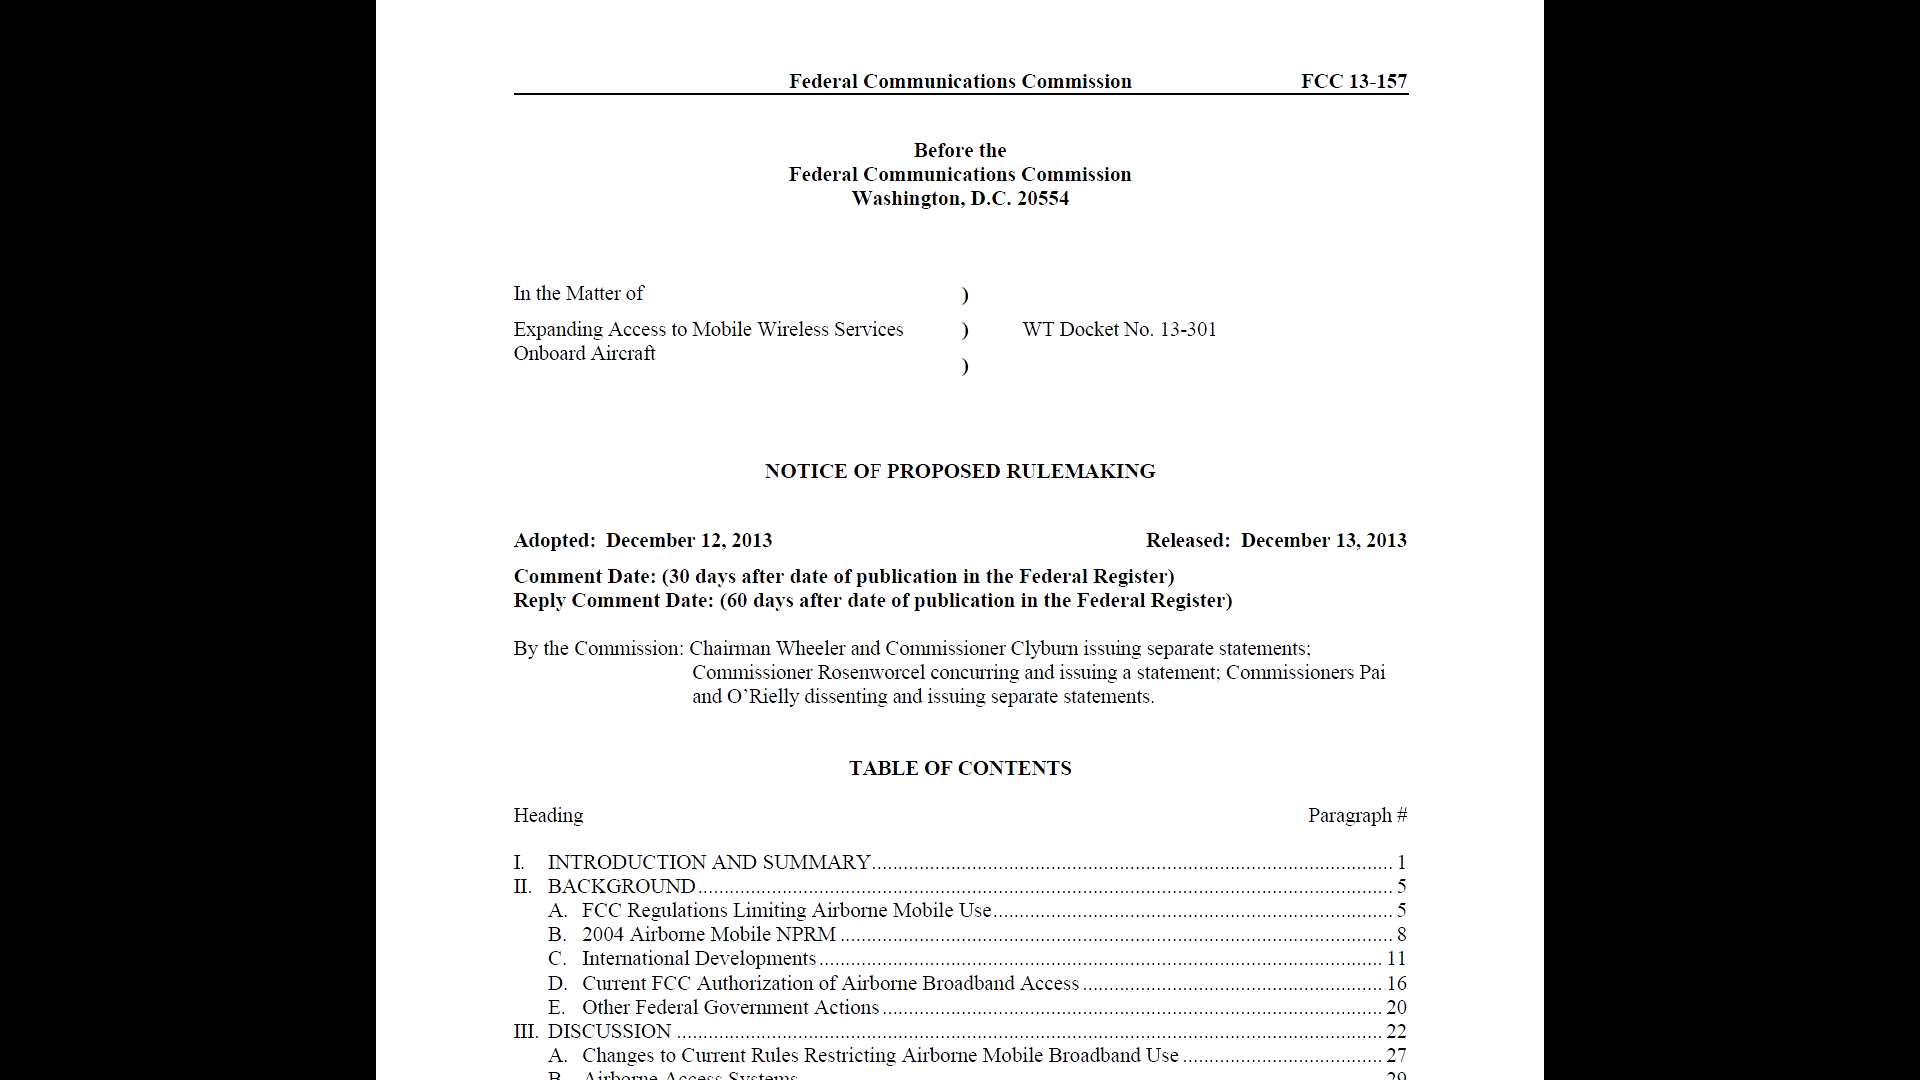 Federal Communications Commission FCC 13-157
Before the
Federal Communications Commission
Washington, D.C. 20554
In the Matter of )
Expanding Access to Mobile Wireless Services ) WT Docket No. 13-301
Onboard Aircraft
)
NOTICE OF PROPOSED RULEMAKING
Adopted: December 12, 2013 Released: December 13, 2013
Comment Date: (30 days after date of publication in the Federal Register)
Reply Comment Date: (60 days after date of publication in the Federal Register)
By the Commission: Chairman Wheeler and Commissioner Clyburn issuing separate statements;
Commissioner Rosenworcel concurring and issuing a statement; Commissioners Pai
and O’Rielly dissenting and issuing separate statements.
TABLE OF CONTENTS
Heading Paragraph #
I. INTRODUCTION AND SUMMARY.................................................................................................... 1
II. BACKGROUND...................................................................................................................................... 5
A. FCC Regulations Limiting Airborne Mobile Use............................................................................. 5
B. 2004 Airborne Mobile NPRM .......................................................................................................... 8
C. International Developments............................................................................................................ 11
D. Current FCC Authorization of Airborne Broadband Access ......................................................... 16
E. Other Federal Government Actions................................................................................................ 20
III. DISCUSSION ....................................................................................................................................... 22
A. Changes to Current Rules Restricting Airborne Mobile Broadband Use ...................................... 27
B. Airborne Access Systems................................................................................................................ 29